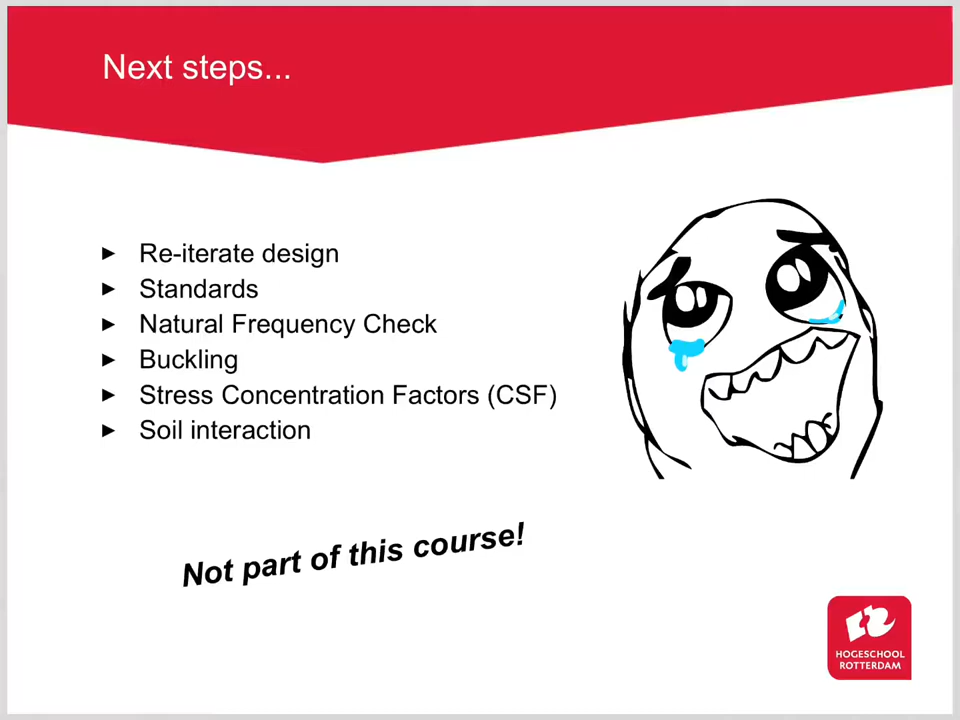 Next steps...
► Re-iterate design
► Standards
► Natural Frequency Check
► Buckling
► Stress Concentration Factors (CSF)
► Soil interaction
Not part of this course!
HOGESCHOOL
ROTTERDAM